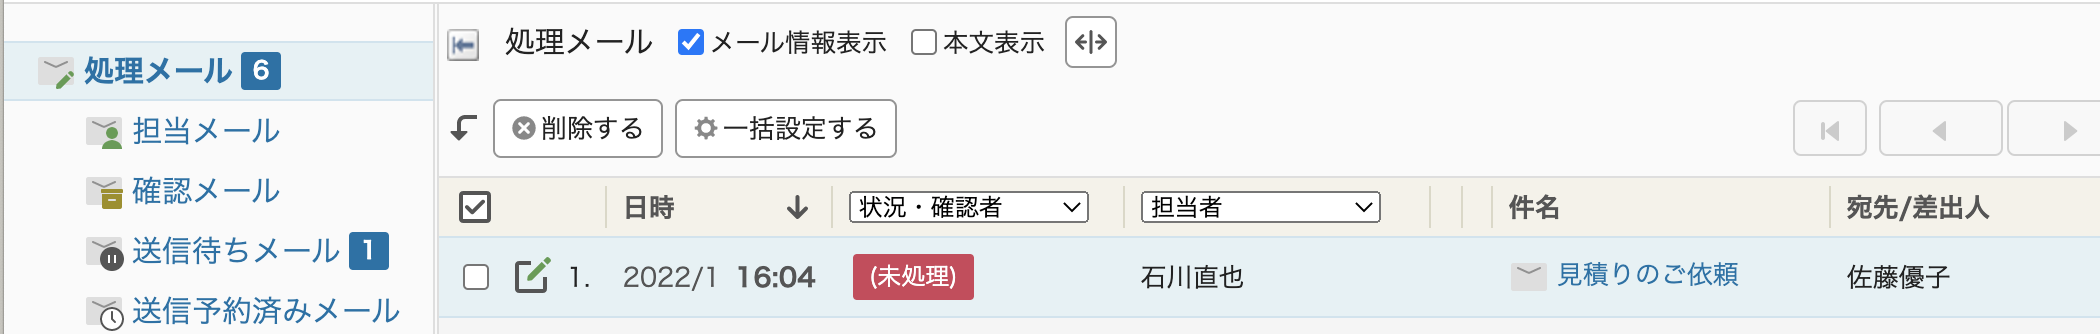 処理メール 6
担当メール
確認メール
送信待ちメール 1
送信予約済みメール
処理メール メール情報表示 本文表示
削除する 一括設定する
日時 状況・確認者 担当者 件名 宛先/差出人
1. 2022/1 16:04 (未処理) 石川直也 見積りのご依頼 佐藤優子